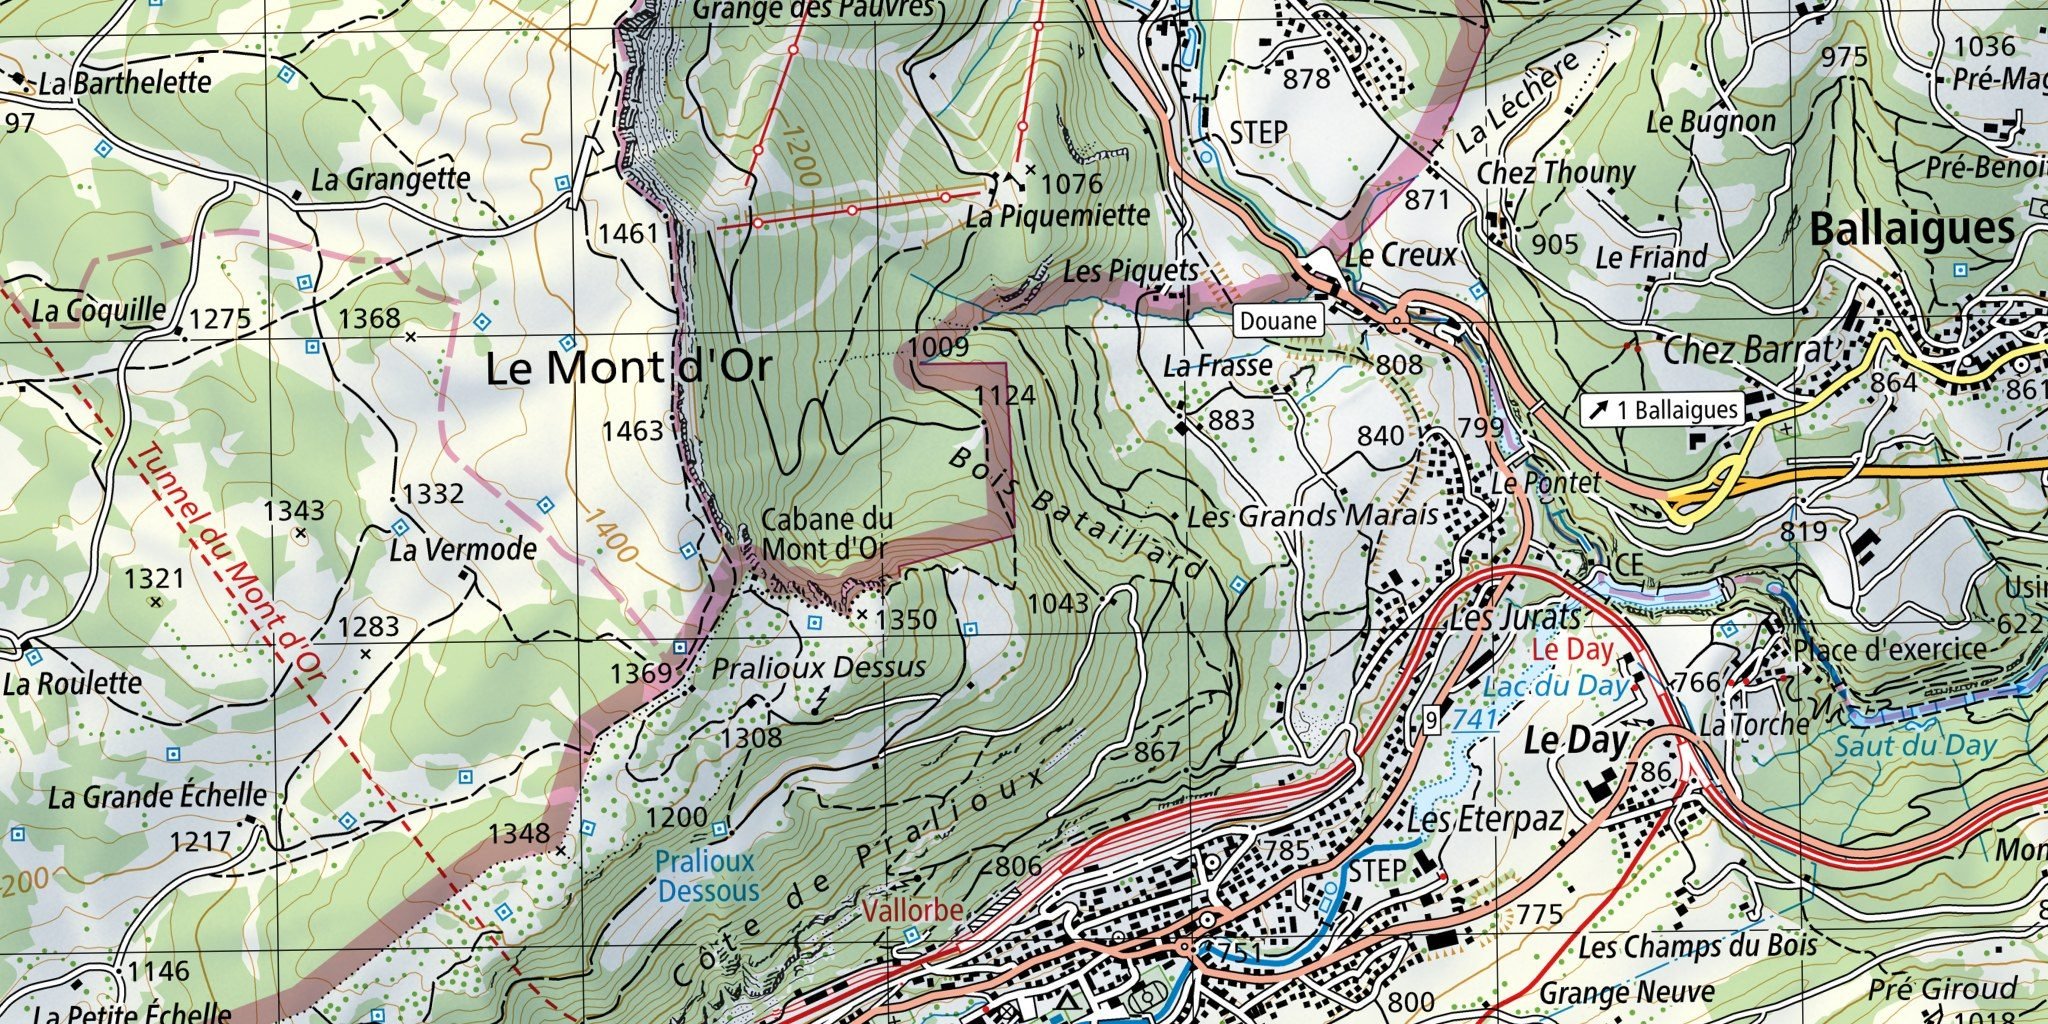 Grange des Pauvres
1036
975
La Barthelette
878
Pré-Mag
97
Le Bugnon
La Léchère
STEP
1200
Pré-Benoît
La Grangette
1076
Chez Thouny
871
La Piquemiette
Ballaigues
1461
905
Le Friand
Le Creux
Les Piquets
La Coquille
1275
1368
Douane
1009
Chez Barrat
Le Mont d'Or
La Frasse
808
864
861
1124
1 Ballaigues
1463
883
840
799
Bois Bataillard
Le Pontet
1332
1343
Tunnel du Mont d'Or
1400
Cabane du
Mont d'Or
Les Grands Marais
819
La Vermode
CE
1321
Usin
1043
1283
1350
Les Jurats
622
Le Day
Place d'exercice
1369
Pralioux Dessus
La Roulette
Lac du Day
766
9
741
La Torche
1308
Le Day
Saut du Day
867
786
La Grande Échelle
1200
1348
1217
Les Eterpaz
785
Mon
Pralioux
Dessous
806
STEP
200
Côte de Pralioux
Vallorbe
775
8
Les Champs du Bois
751
1146
Grange Neuve
Pré Giroud
800
La Petite Échelle
1018